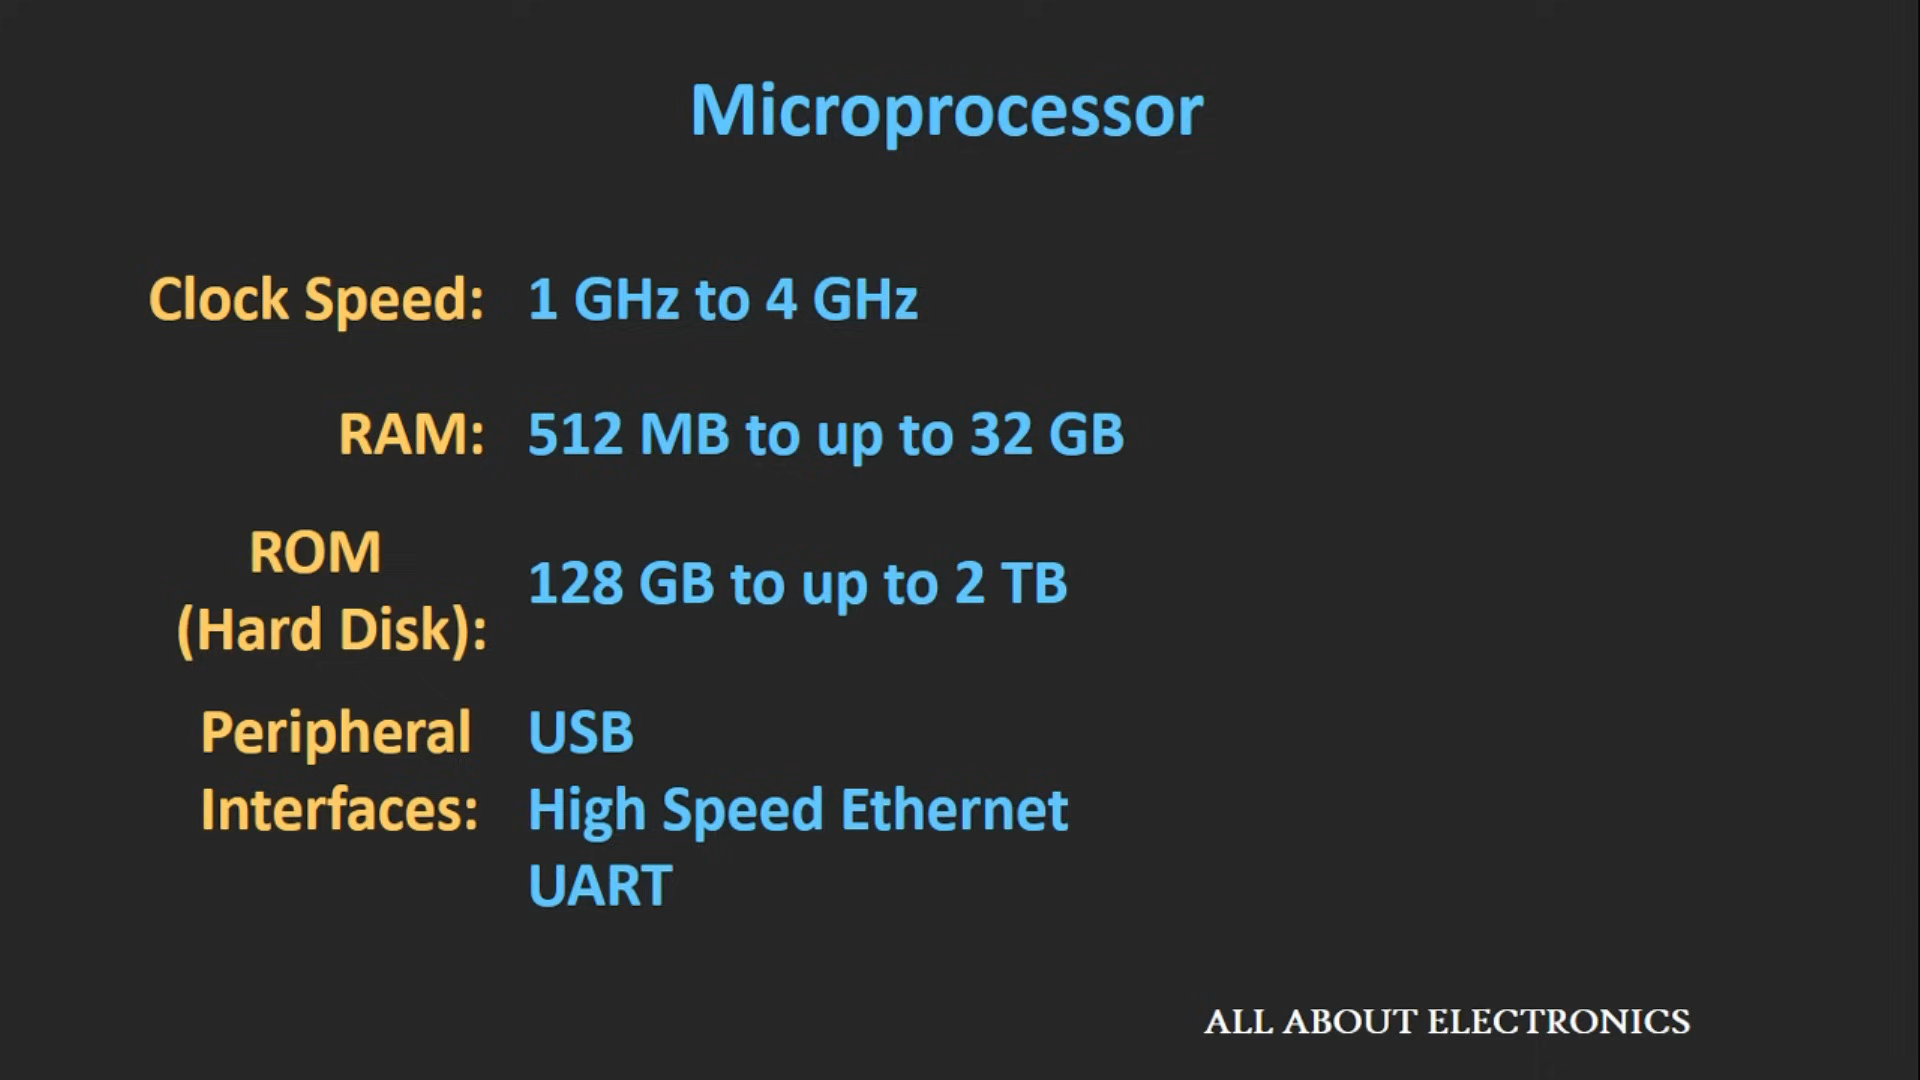 Microprocessor
Clock Speed: 1 GHz to 4 GHz
RAM: 512 MB to up to 32 GB
ROM
(Hard Disk):
128 GB to up to 2 TB
Peripheral
Interfaces:
USB
High Speed Ethernet
UART
ALL ABOUT ELECTRONICS